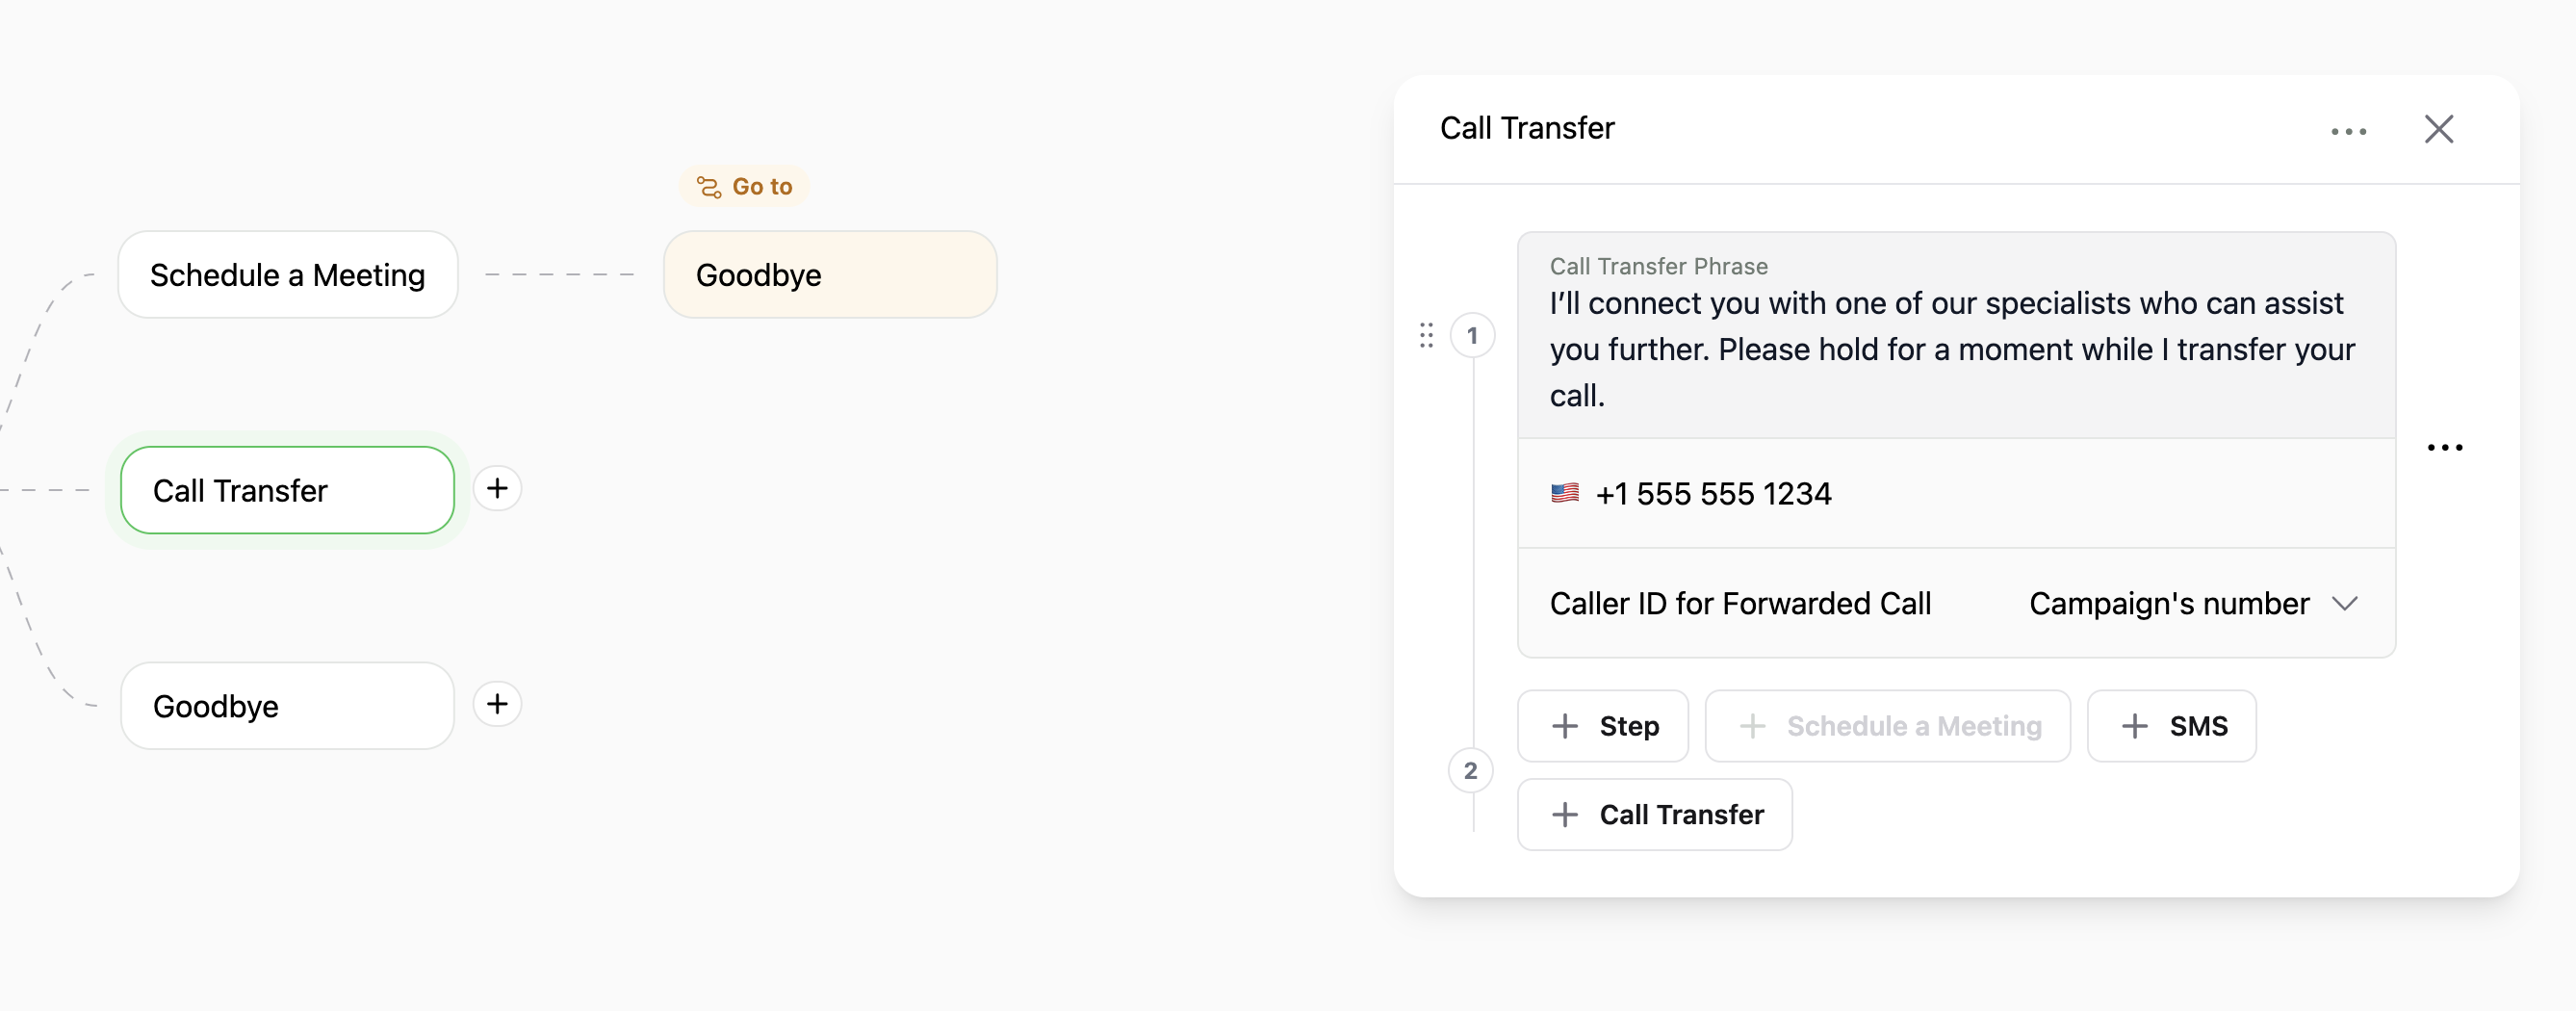 Go to
Schedule a Meeting
Goodbye
Call Transfer
Goodbye
Call Transfer
1
Call Transfer Phrase
I’ll connect you with one of our specialists who can assist
you further. Please hold for a moment while I transfer your
call.
+1 555 555 1234
Caller ID for Forwarded Call Campaign's number
2
Step Schedule a Meeting SMS
Call Transfer